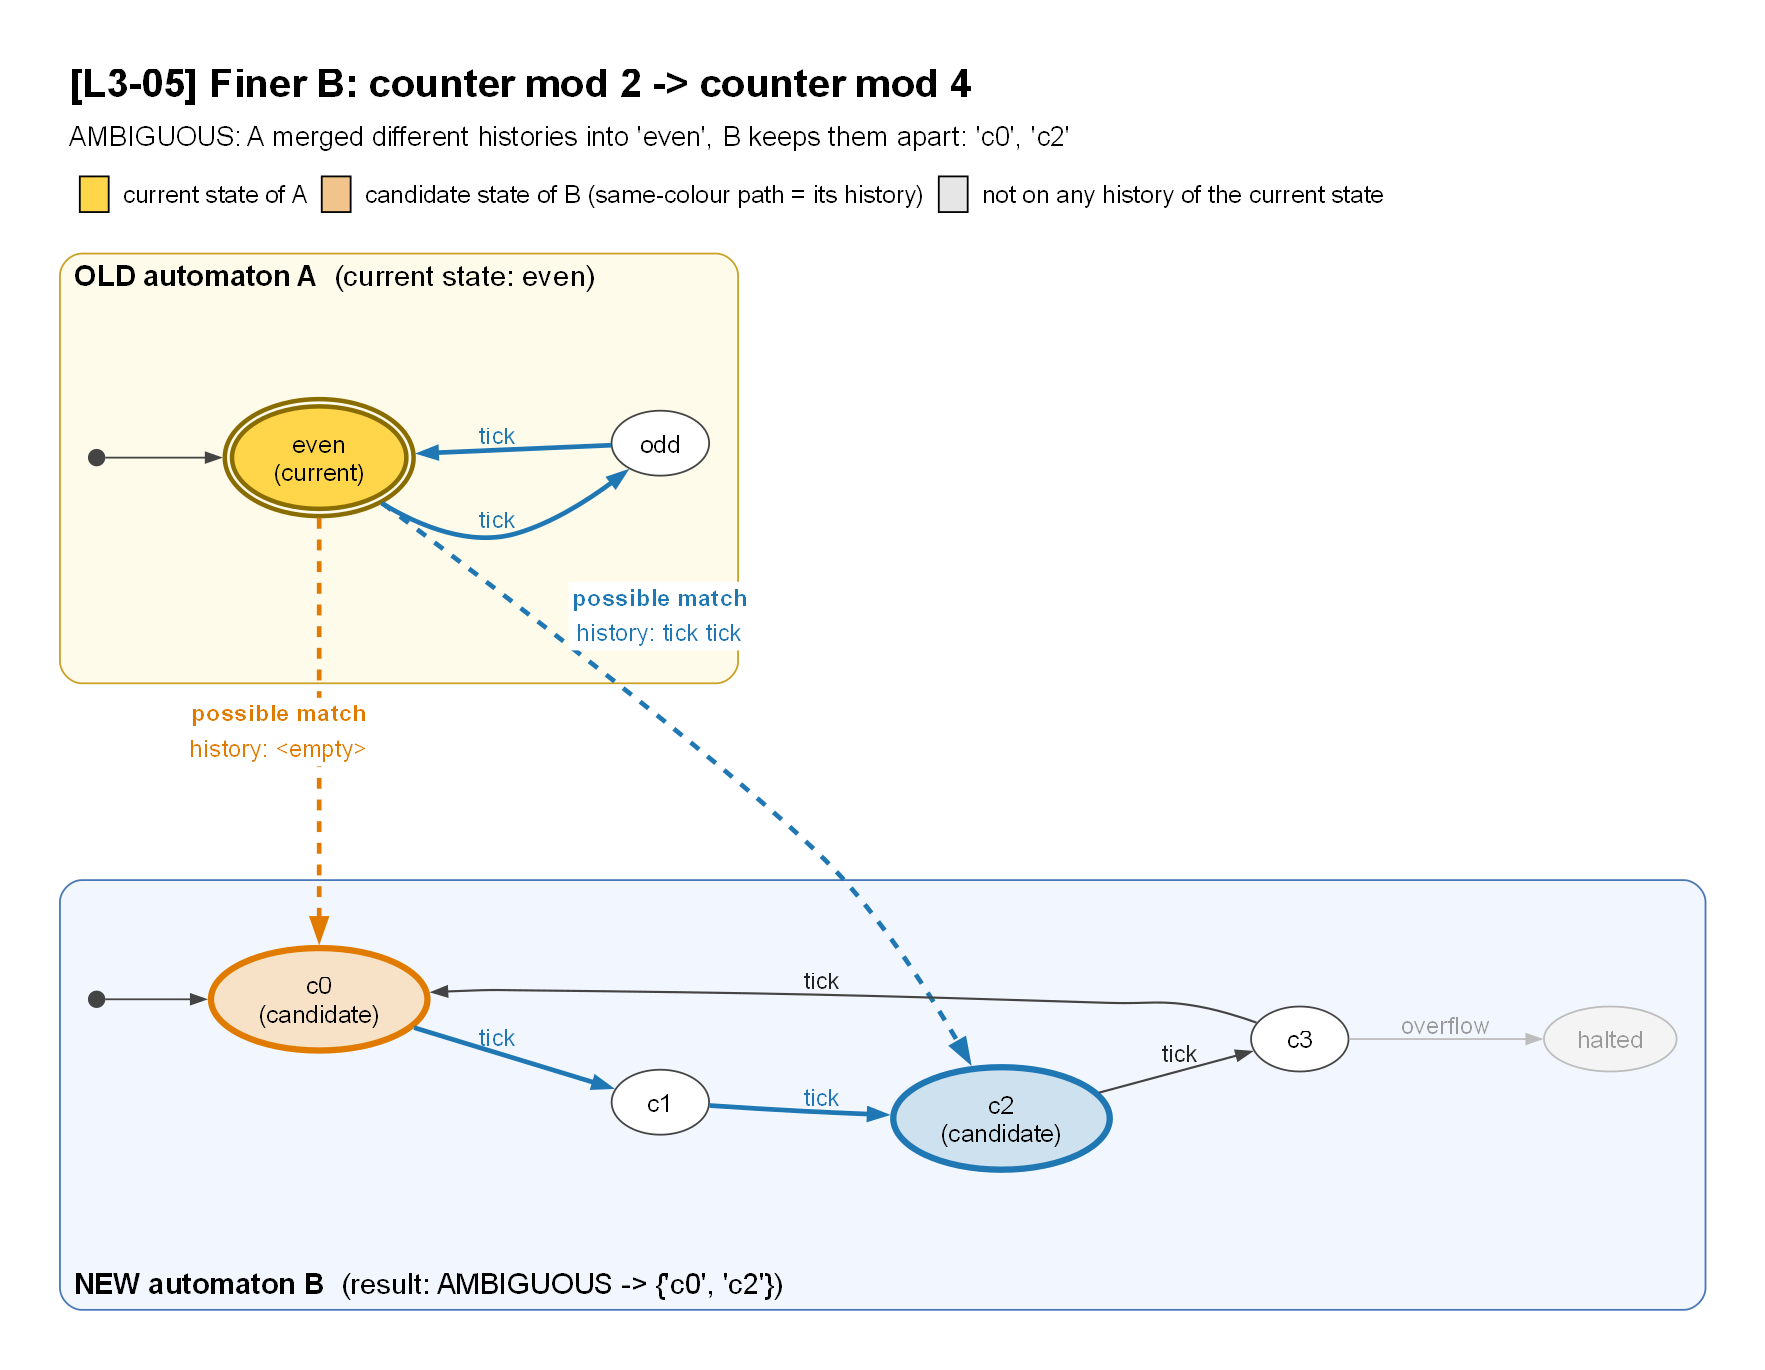 [L3-05] Finer B: counter mod 2 -> counter mod 4
AMBIGUOUS: A merged different histories into 'even', B keeps them apart: 'c0', 'c2'
current state of A
candidate state of B (same-colour path = its history)
not on any history of the current state
OLD automaton A (current state: even)
even
(current)
tick
odd
tick
possible match
history: tick tick
possible match
history: <empty>
c0
(candidate)
tick
tick
c1
tick
c2
(candidate)
tick
c3
overflow
halted
NEW automaton B (result: AMBIGUOUS -> {'c0', 'c2'})